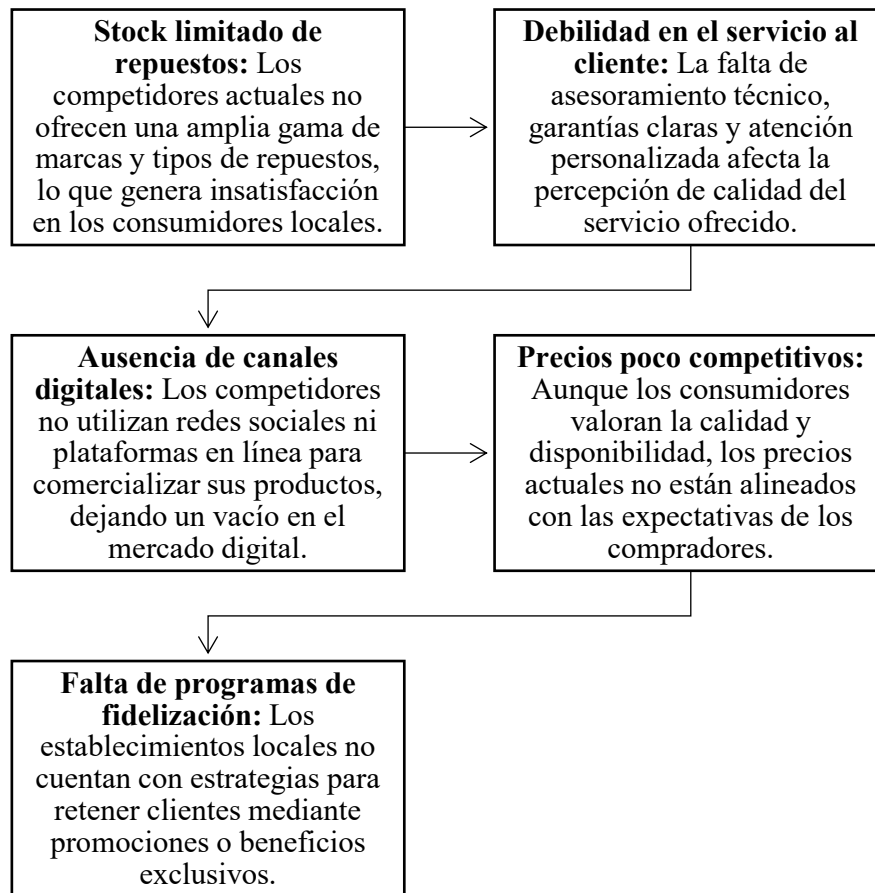 Stock limitado de
repuestos: Los
competidores actuales no
ofrecen una amplia gama de
marcas y tipos de repuestos,
lo que genera insatisfacción
en los consumidores locales.
Debilidad en el servicio al
cliente: La falta de
asesoramiento técnico,
garantías claras y atención
personalizada afecta la
percepción de calidad del
servicio ofrecido.
Ausencia de canales
digitales: Los competidores
no utilizan redes sociales ni
plataformas en línea para
comercializar sus productos,
dejando un vacío en el
mercado digital.
Precios poco competitivos:
Aunque los consumidores
valoran la calidad y
disponibilidad, los precios
actuales no están alineados
con las expectativas de los
compradores.
Falta de programas de
fidelización: Los
establecimientos locales no
cuentan con estrategias para
retener clientes mediante
promociones o beneficios
exclusivos.